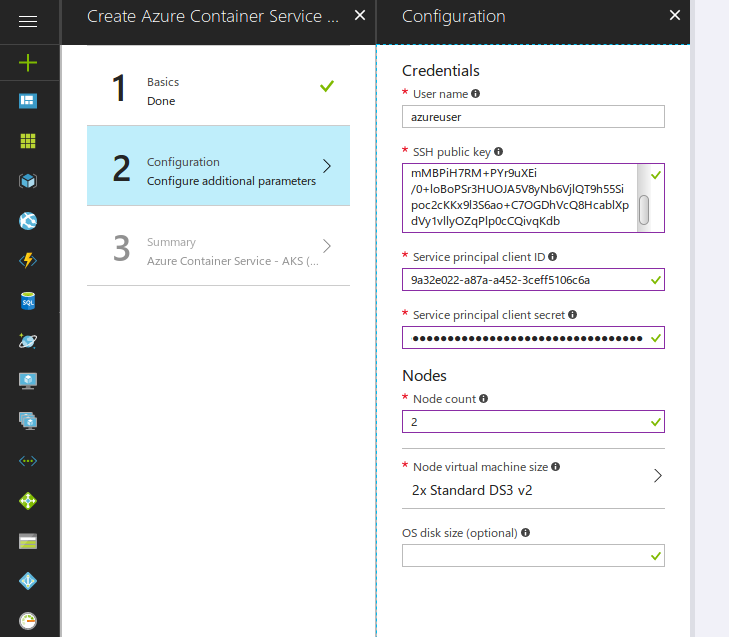 Create Azure Container Service ...
Configuration
1
Basics
Done
2
Configuration
Configure additional parameters
3
Summary
Azure Container Service - AKS (...
Credentials
* User name
azureuser
* SSH public key
mMBPiH7RM+PYr9uXEi
/0+loBoPSr3HUOJA5V8yNb6VjlQT9h55Si
poc2cKKx9l3S6ao+C7OGDhVcQ8HcablXp
dVy1vllyOZqPlp0cCQivqKdb
* Service principal client ID
9a32e022-a87a-a452-3ceff5106c6a
* Service principal client secret
Nodes
* Node count
2
* Node virtual machine size
2x Standard DS3 v2
OS disk size (optional)
SQL